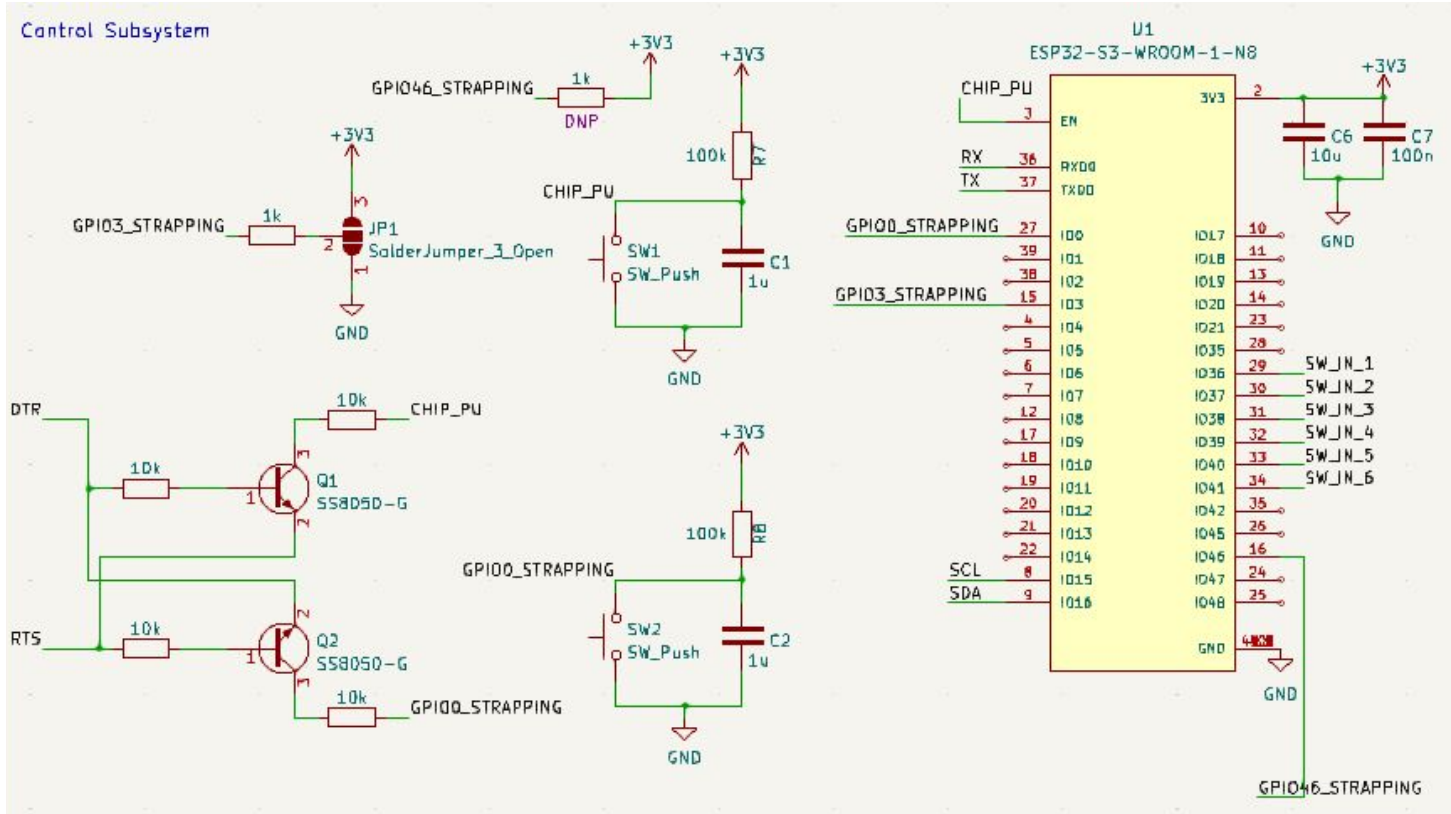 Control Subsystem
GPIO46_STRAPPING
1k
DNP
+3V3
+3V3
GPIO3_STRAPPING
1k
2
3
1
JP1
SolderJumper_3_Open
GND
+3V3
100k
R7
CHIP_PU
SW1
SW_Push
C1
1u
GND
DTR
10k
1
3
2
Q1
SS8050-G
10k
CHIP_PU
RTS
10k
1
2
3
Q2
SS8050-G
10k
GPIO0_STRAPPING
+3V3
100k
R8
GPIO0_STRAPPING
SW2
SW_Push
C2
1u
GND
U1
ESP32-S3-WROOM-1-N8
CHIP_PU
3 EN
RX 36 RXD0
TX 37 TXD0
GPIO0_STRAPPING 27 IO0
39 IO1
38 IO2
GPIO3_STRAPPING 15 IO3
4 IO4
5 IO5
6 IO6
7 IO7
12 IO8
17 IO9
18 IO10
19 IO11
20 IO12
21 IO13
22 IO14
SCL 8 IO15
SDA 9 IO16
3V3 2
IO17 10
IO18 11
IO19 13
IO20 14
IO21 23
IO35 28
IO36 29 SW_IN_1
IO37 30 SW_IN_2
IO38 31 SW_IN_3
IO39 32 SW_IN_4
IO40 33 SW_IN_5
IO41 34 SW_IN_6
IO42 35
IO45 26
IO46 16
IO47 24
IO48 25
GND
GND
+3V3
C6
10u
C7
100n
GND
GPIO46_STRAPPING